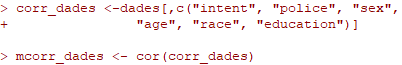 > corr_dades <-dades[,c("intent", "police", "sex",
+ "age", "race", "education")]
> mcorr_dades <- cor(corr_dades)